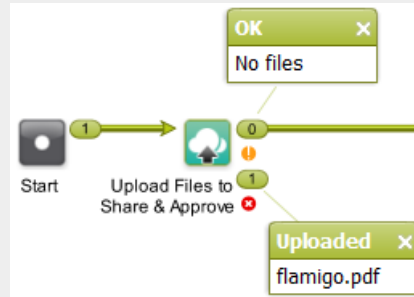 OK
No files
1
0
Start
Upload Files to
Share & Approve
1
Uploaded
flamigo.pdf